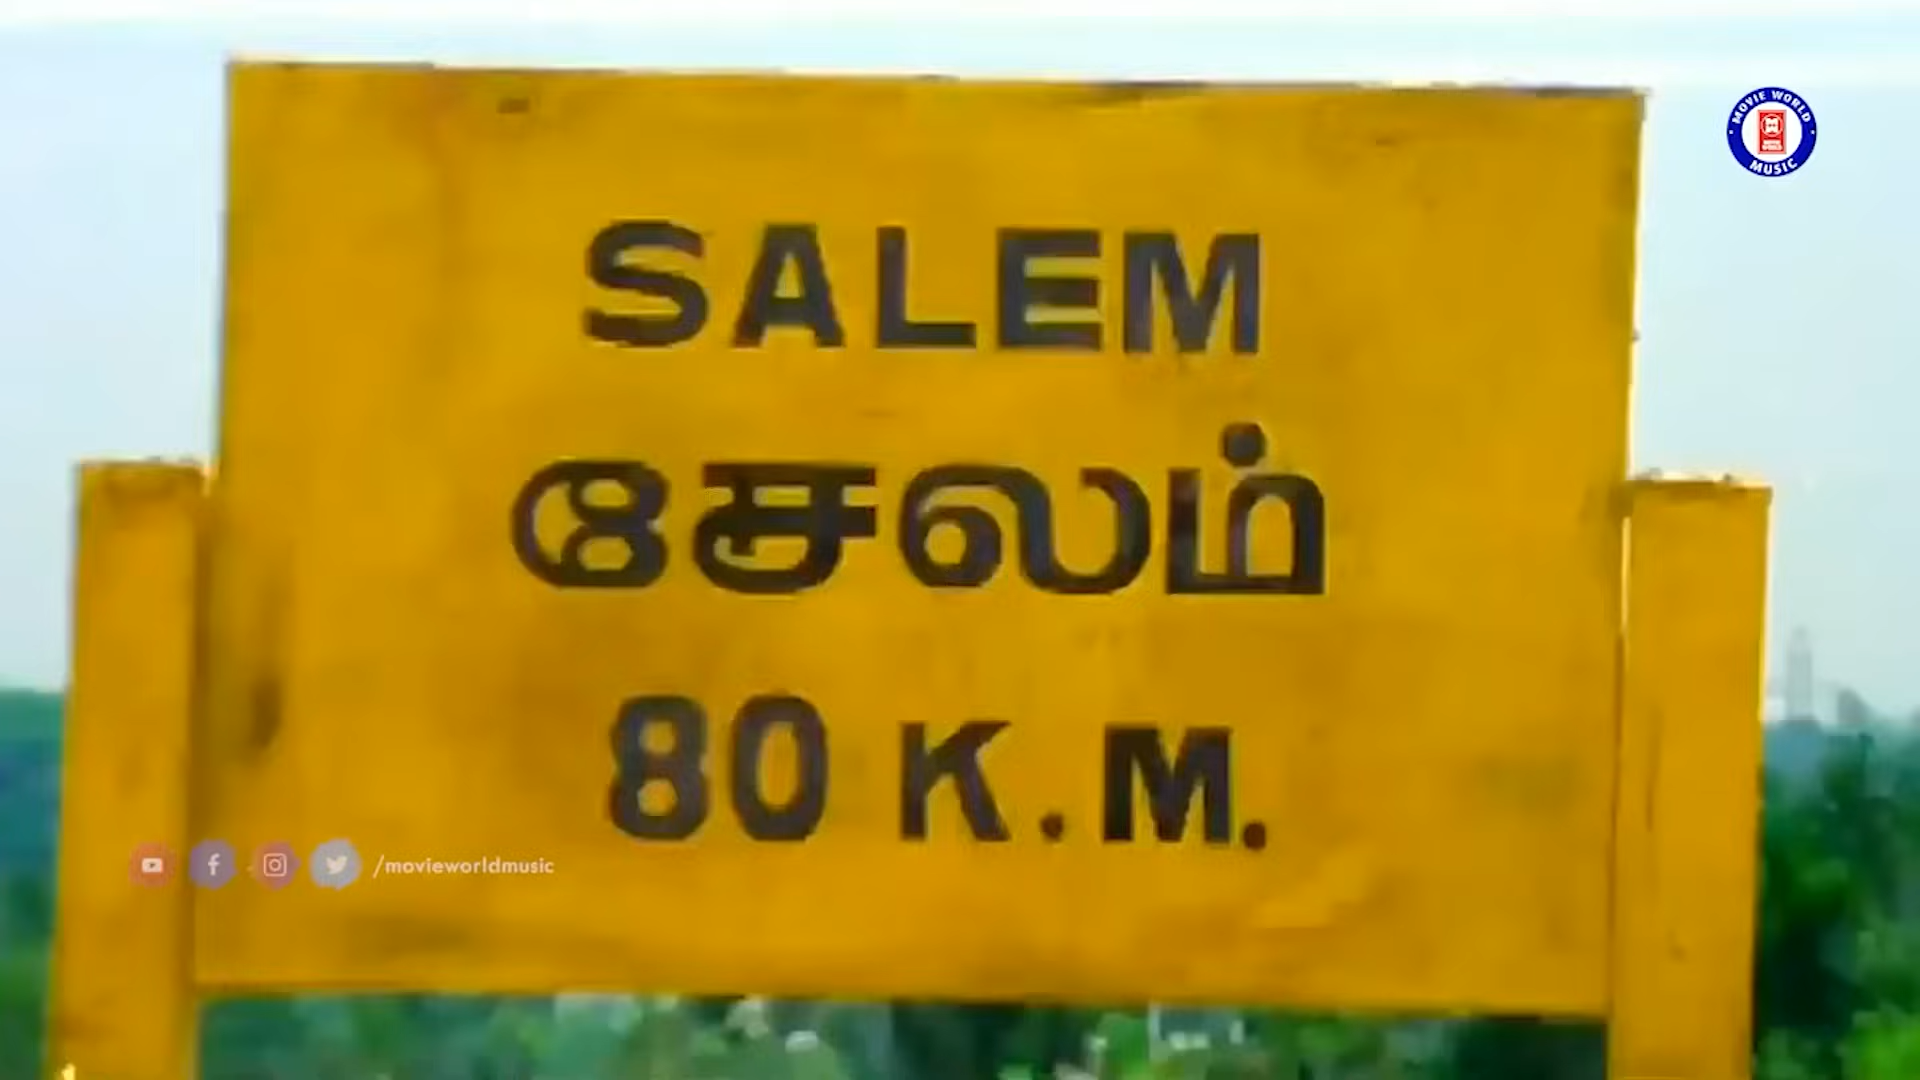 SALEM
சேலம்
80 K.M.
MOVIE WORLD
MUSIC
/movieworldmusic